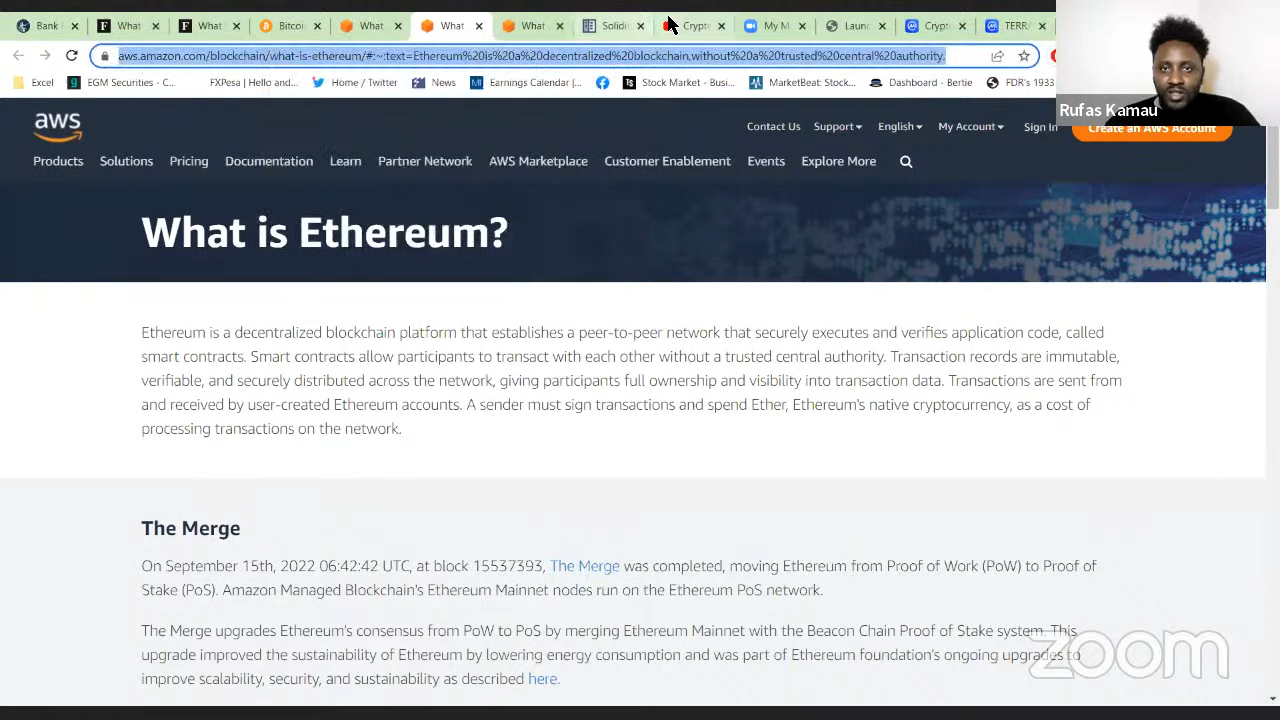 Bank
What
What
Bitcoi
What
What
What
Solidi
Crypto
My M
Launc
Crypto
TERRA
aws.amazon.com/blockchain/what-is-ethereum/#:~:text=Ethereum%20is%20a%20decentralized%20blockchain,without%20a%20trusted%20central%20authority.
Excel
EGM Securities - C...
FXPesa | Hello and...
Home / Twitter
News
Earnings Calendar |...
Stock Market - Busi...
MarketBeat: Stock...
Dashboard - Bertie
FDR's 1933
Rufas Kamau
aws
Contact Us
Support
English
My Account
Sign In
Create an AWS Account
Products
Solutions
Pricing
Documentation
Learn
Partner Network
AWS Marketplace
Customer Enablement
Events
Explore More
What is Ethereum?
Ethereum is a decentralized blockchain platform that establishes a peer-to-peer network that securely executes and verifies application code, called
smart contracts. Smart contracts allow participants to transact with each other without a trusted central authority. Transaction records are immutable,
verifiable, and securely distributed across the network, giving participants full ownership and visibility into transaction data. Transactions are sent from
and received by user-created Ethereum accounts. A sender must sign transactions and spend Ether, Ethereum's native cryptocurrency, as a cost of
processing transactions on the network.
The Merge
On September 15th, 2022 06:42:42 UTC, at block 15537393, The Merge was completed, moving Ethereum from Proof of Work (PoW) to Proof of
Stake (PoS). Amazon Managed Blockchain's Ethereum Mainnet nodes run on the Ethereum PoS network.
The Merge upgrades Ethereum's consensus from PoW to PoS by merging Ethereum Mainnet with the Beacon Chain Proof of Stake system. This
upgrade improved the sustainability of Ethereum by lowering energy consumption and was part of Ethereum foundation's ongoing upgrades to
improve scalability, security, and sustainability as described here.
zoom